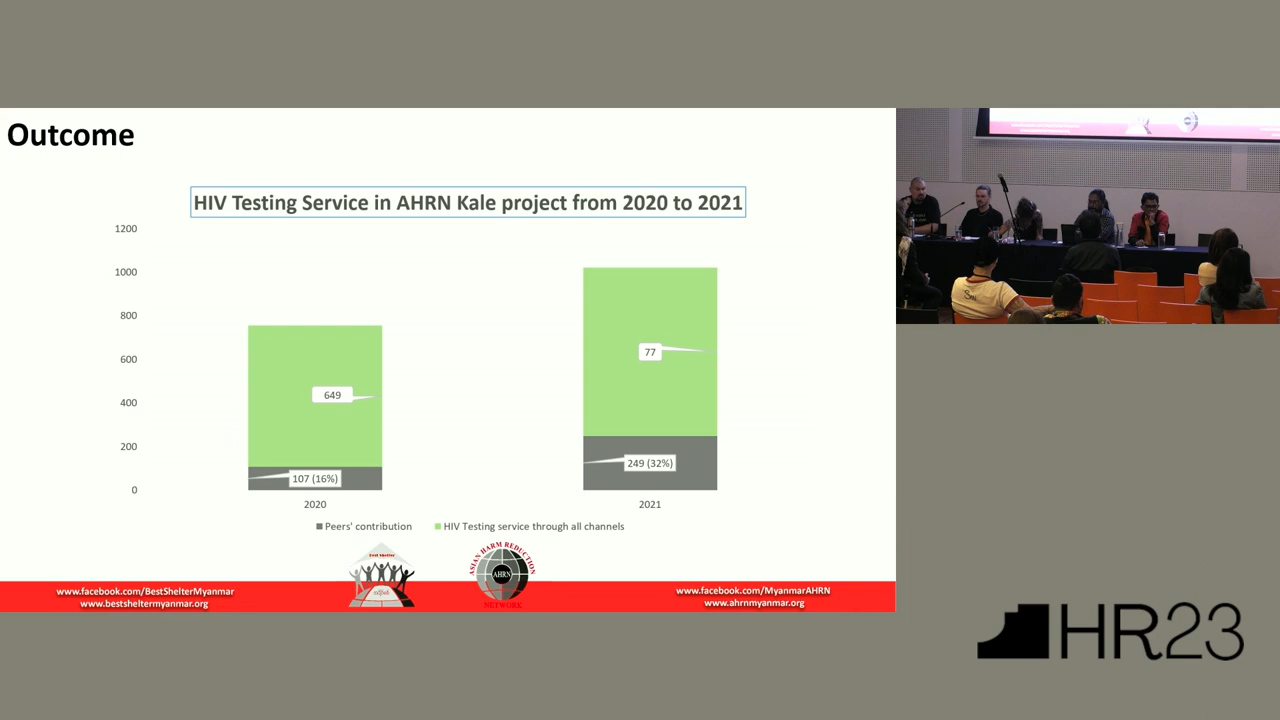 Outcome
HIV Testing Service in AHRN Kale project from 2020 to 2021
1200
1000
800
600
400
200
0
649
107 (16%)
77
249 (32%)
2020
2021
Peers' contribution
HIV Testing service through all channels
Best Shelter
ASIAN HARM REDUCTION
AHRN
NETWORK
www.facebook.com/BestShelterMyanmar
www.bestsheltermyanmar.org
www.facebook.com/MyanmarAHRN
www.ahrnmyanmar.org
HR23